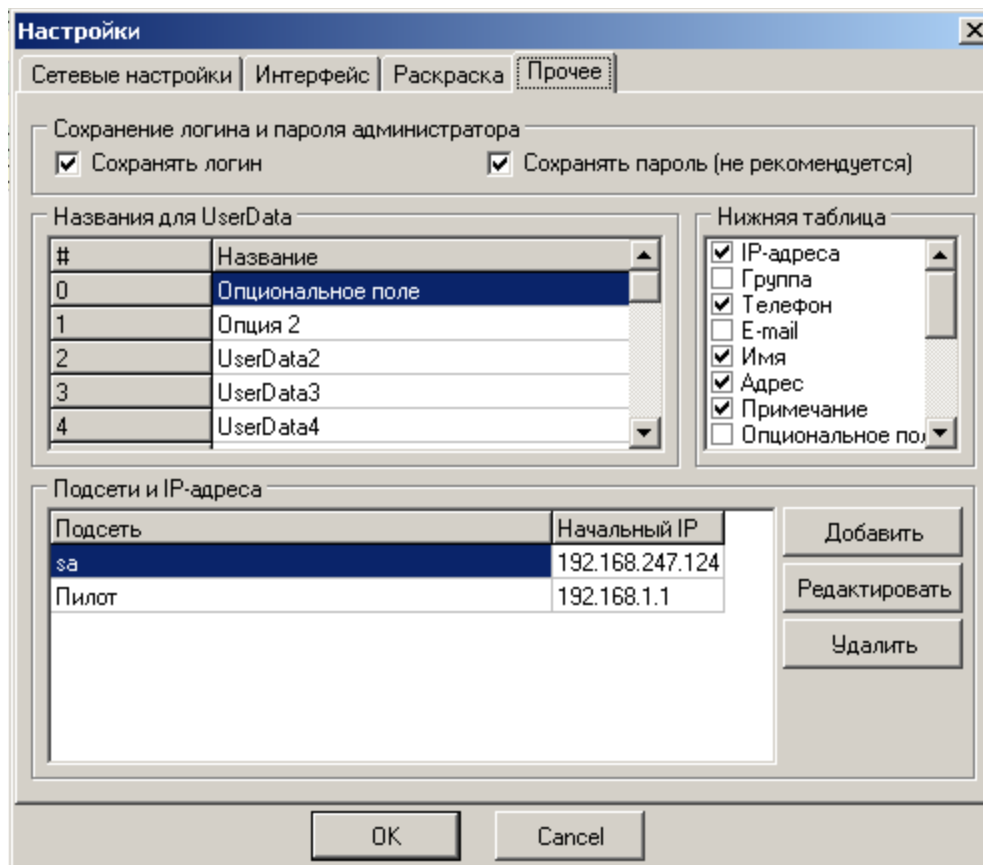 Настройки
Сетевые настройки Интерфейс Раскраска Прочее
Сохранение логина и пароля администратора
Сохранять логин Сохранять пароль (не рекомендуется)
Названия для UserData
# Название
0 Опциональное поле
1 Опция 2
2 UserData2
3 UserData3
4 UserData4
Нижняя таблица
IP-адреса
Группа
Телефон
E-mail
Имя
Адрес
Примечание
Опциональное пол
Подсети и IP-адреса
Подсеть Начальный IP
sa 192.168.247.124
Пилот 192.168.1.1
Добавить
Редактировать
Удалить
OK Cancel